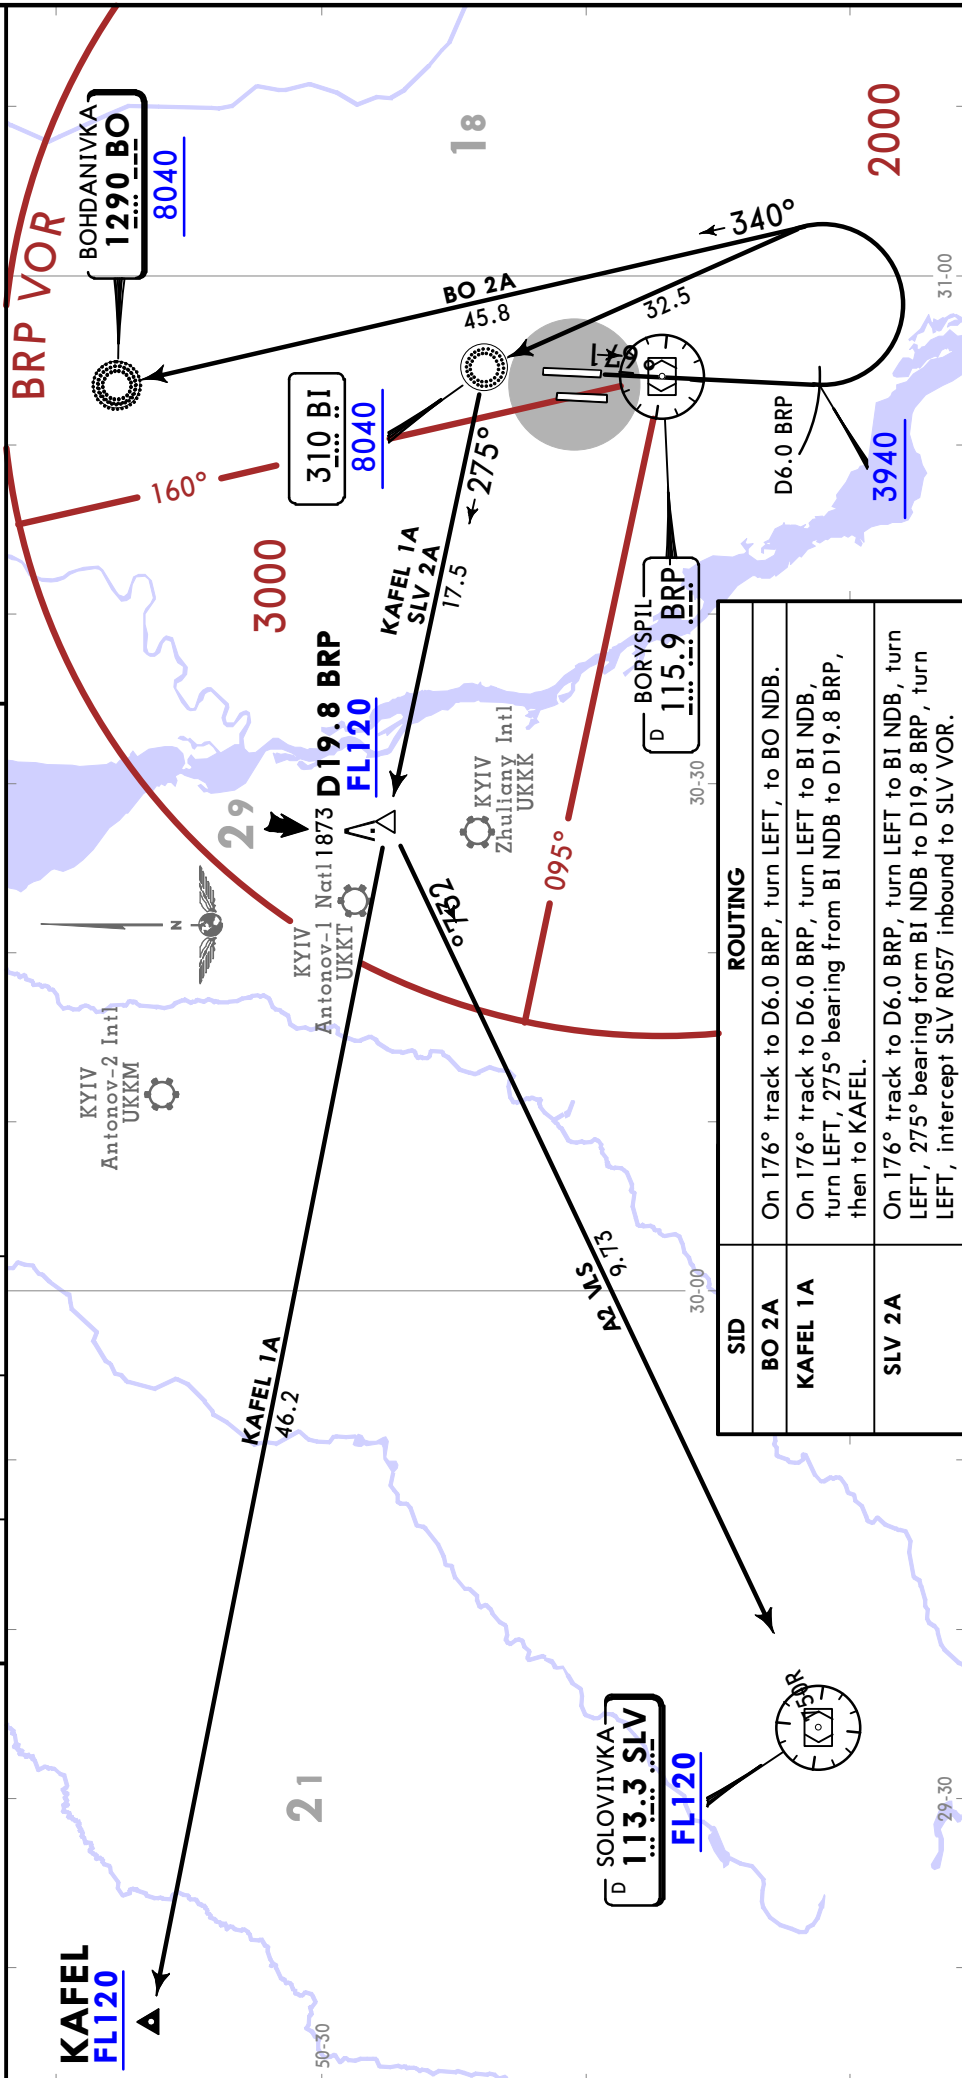 BRP VOR
BOHDANIVKA
1290 BO
8040
18
2000
340°
BO 2A
45.8
32.5
31-00
160°
310 BI
8040
275°
KAFEL 1A
SLV 2A
17.5
3000
D6.0 BRP
3940
D BORYSPIL
115.9 BRP
D19.8 BRP
FL120
1873
29
N
KYIV
Antonov-1 Natl
UKKT
KYIV
Zhuliany Intl
UKKK
30-30
095°
237°
KYIV
Antonov-2 Intl
UKKM
KAFEL 1A
46.2
SLV 2A
30-00
SID
ROUTING
BO 2A
On 176° track to D6.0 BRP, turn LEFT, to BO NDB.
KAFEL 1A
On 176° track to D6.0 BRP, turn LEFT to BI NDB,
turn LEFT, 275° bearing from BI NDB to D19.8 BRP,
then to KAFEL.
SLV 2A
On 176° track to D6.0 BRP, turn LEFT to BI NDB, turn
LEFT, 275° bearing form BI NDB to D19.8 BRP, turn
LEFT, intercept SLV R057 inbound to SLV VOR.
21
D SOLOVIIVKA
113.3 SLV
FL120
29-30
KAFEL
FL120
50-30